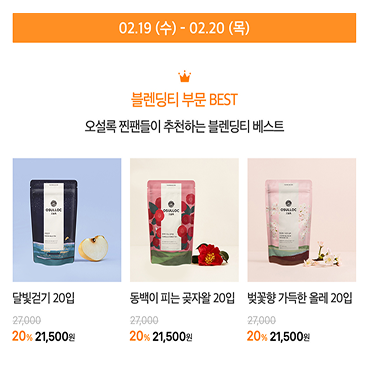 02.19 (수) - 02.20 (목)
블렌딩티 부문 BEST
오설록 찐팬들이 추천하는 블렌딩티 베스트
OSULLOC
OSULLOC
OSULLOC
달빛걷기 20입
동백이 피는 곶자왈 20입
벚꽃향 가득한 올레 20입
27,000
27,000
27,000
20% 21,500원
20% 21,500원
20% 21,500원